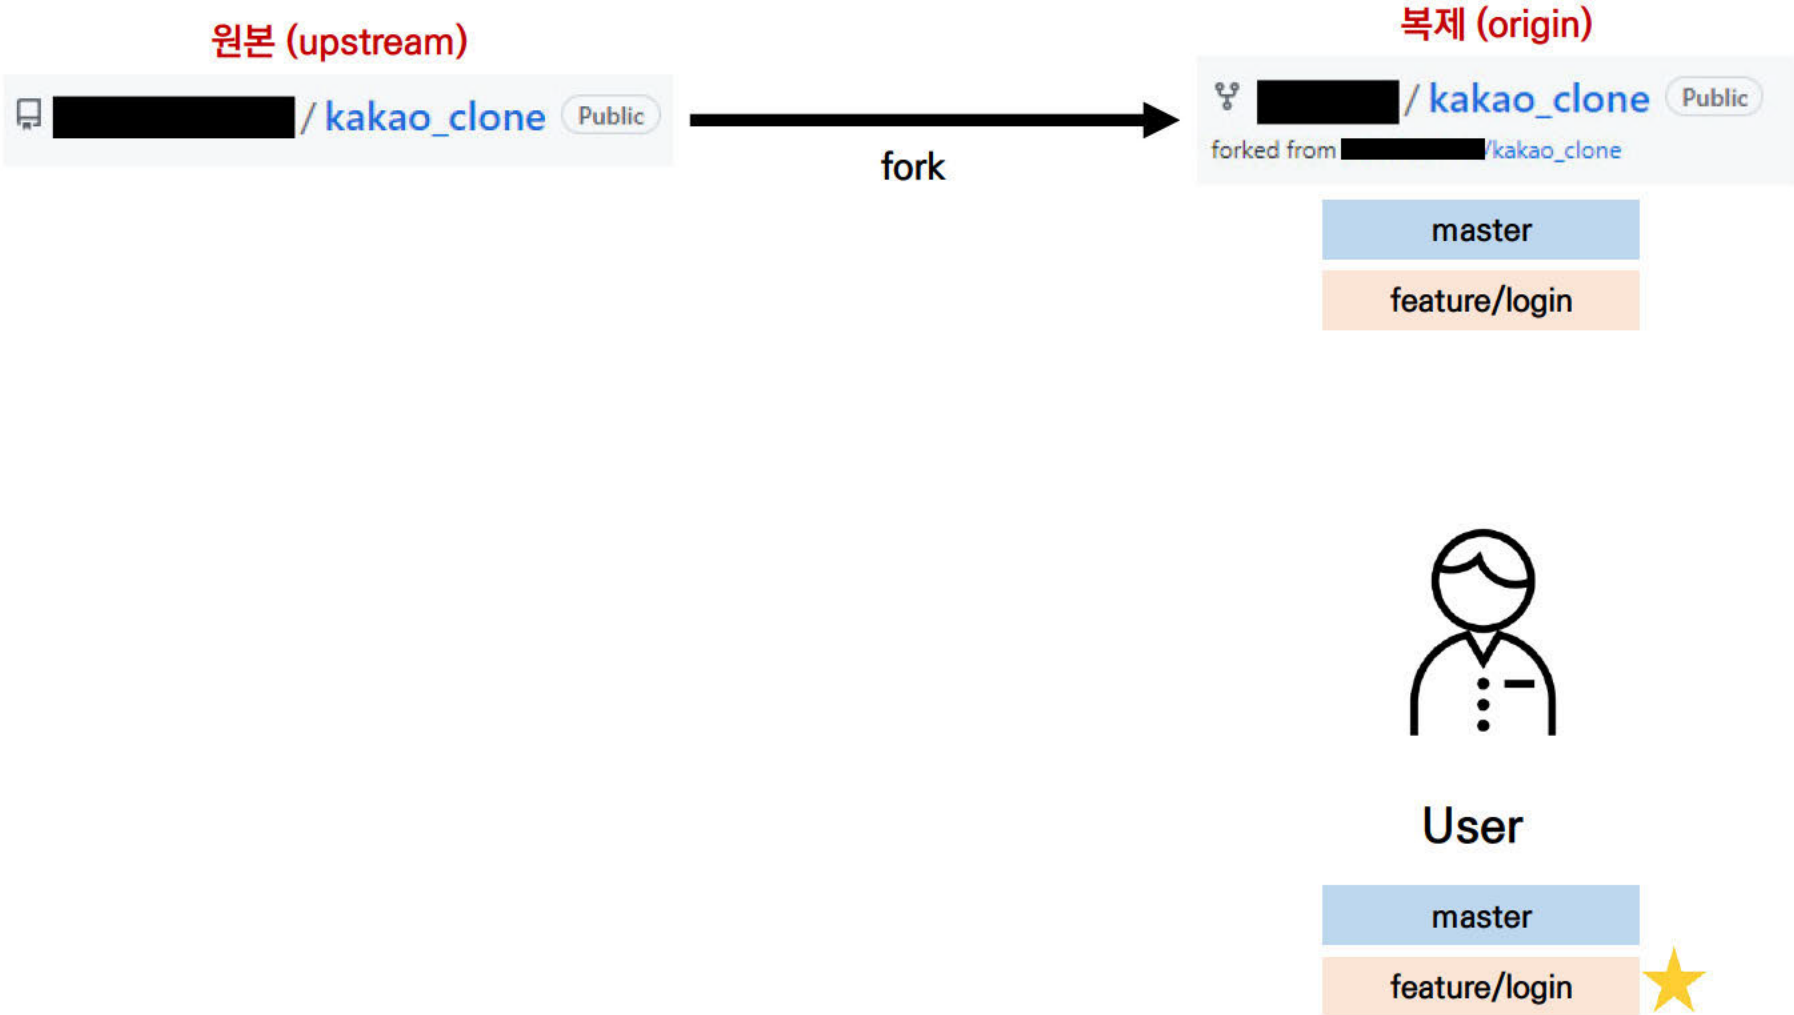 원본 (upstream)
/ kakao_clone Public
fork
복제 (origin)
/ kakao_clone Public
forked from /kakao_clone
master
feature/login
User
master
feature/login